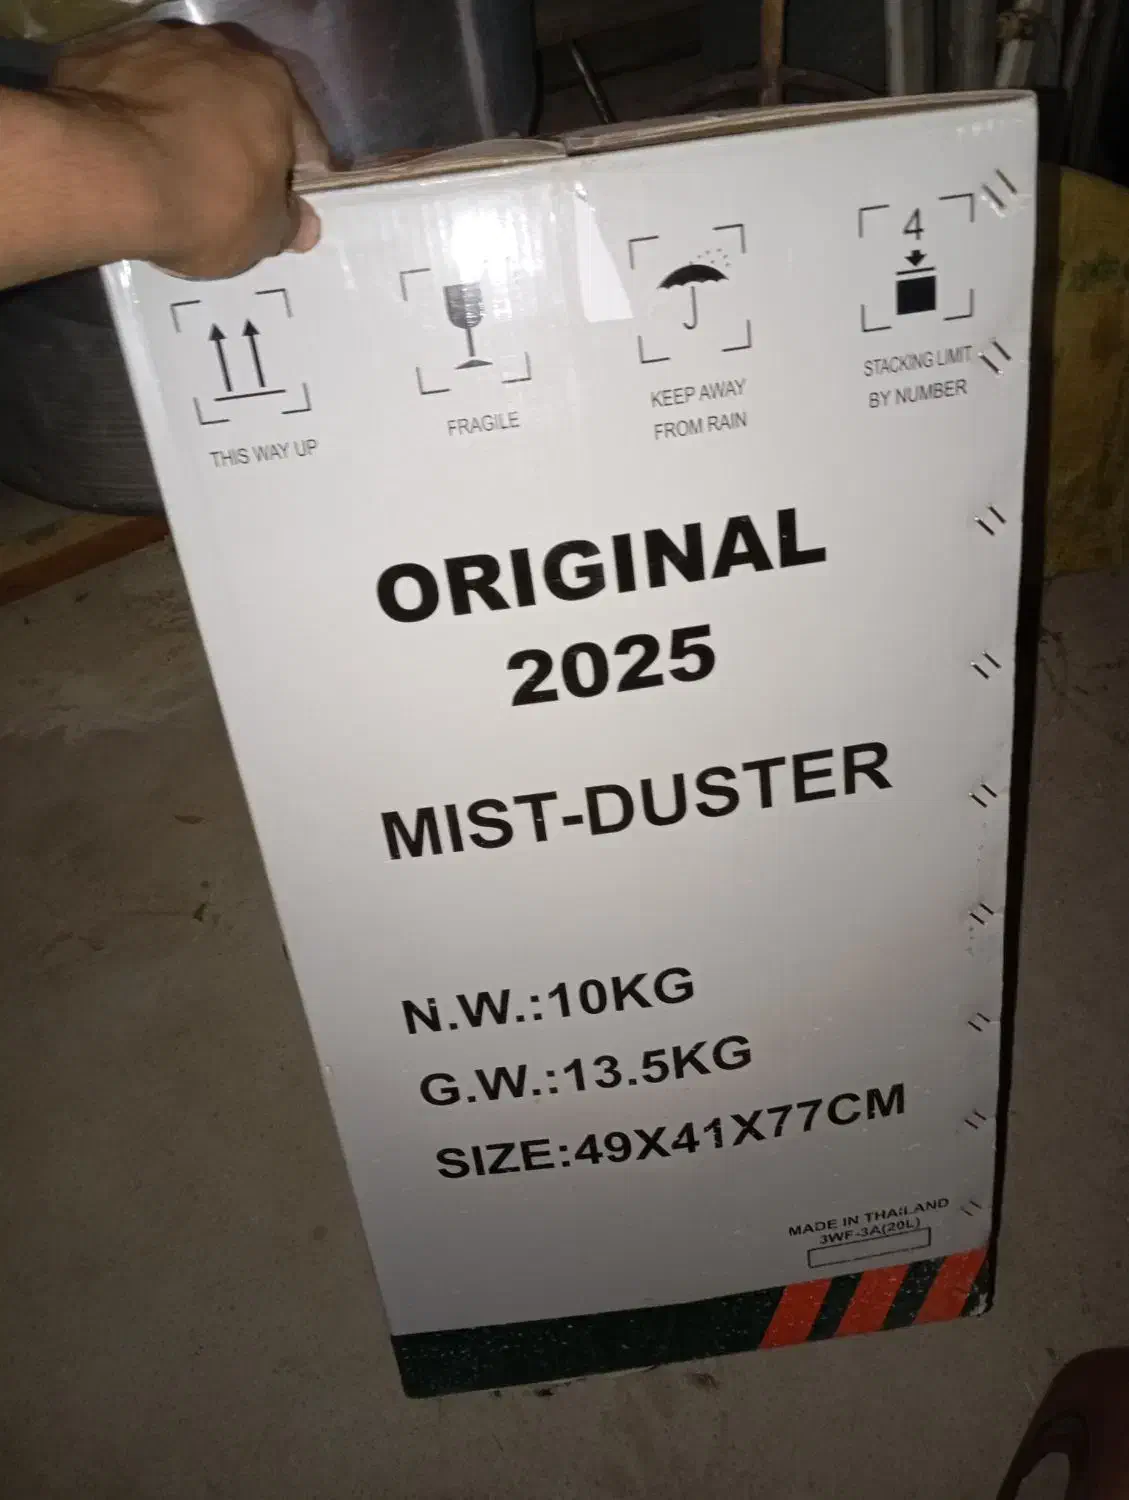 THIS WAY UP
FRAGILE
KEEP AWAY
FROM RAIN
4
STACKING LIMIT
BY NUMBER
ORIGINAL
2025
MIST-DUSTER
N.W.:10KG
G.W.:13.5KG
SIZE:49X41X77CM
MADE IN THAILAND
3WF-3A(20L)